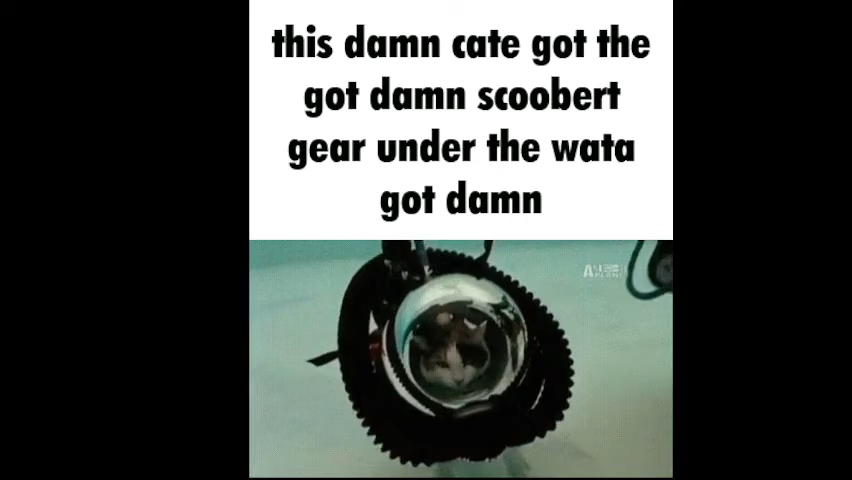 this damn cate got the
got damn scoobert
gear under the wata
got damn